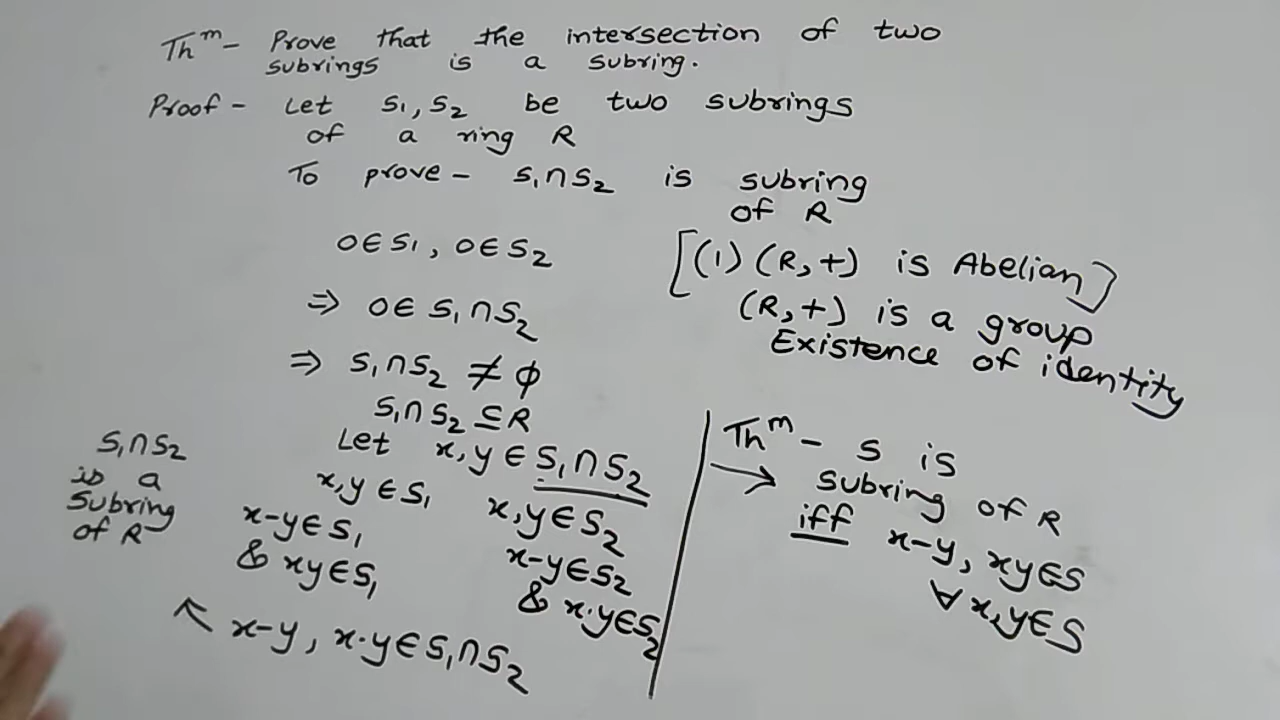 Thᵐ- Prove that the intersection of two
subrings is a subring.
Proof - Let S₁, S₂ be two subrings
of a ring R
To prove - S₁∩S₂ is subring
of R
0∈S₁, 0∈S₂
⇒ 0∈ S₁∩S₂
⇒ S₁∩S₂ ≠ ϕ
S₁∩S₂ ⊆R
Let x, y ∈ S₁∩S₂
x,y ∈S₁ x,y∈S₂
x-y∈S₁ x-y∈S₂
& xy∈S₁ & x·y∈S₂
x-y, x·y∈S₁∩S₂
↖
S₁∩S₂
is a
Subring
of R
[(1) (R,+) is Abelian]
(R,+) is a group
Existence of identity
Thᵐ- S is
→ subring of R
iff x-y, xy∈S
∀ x,y∈S